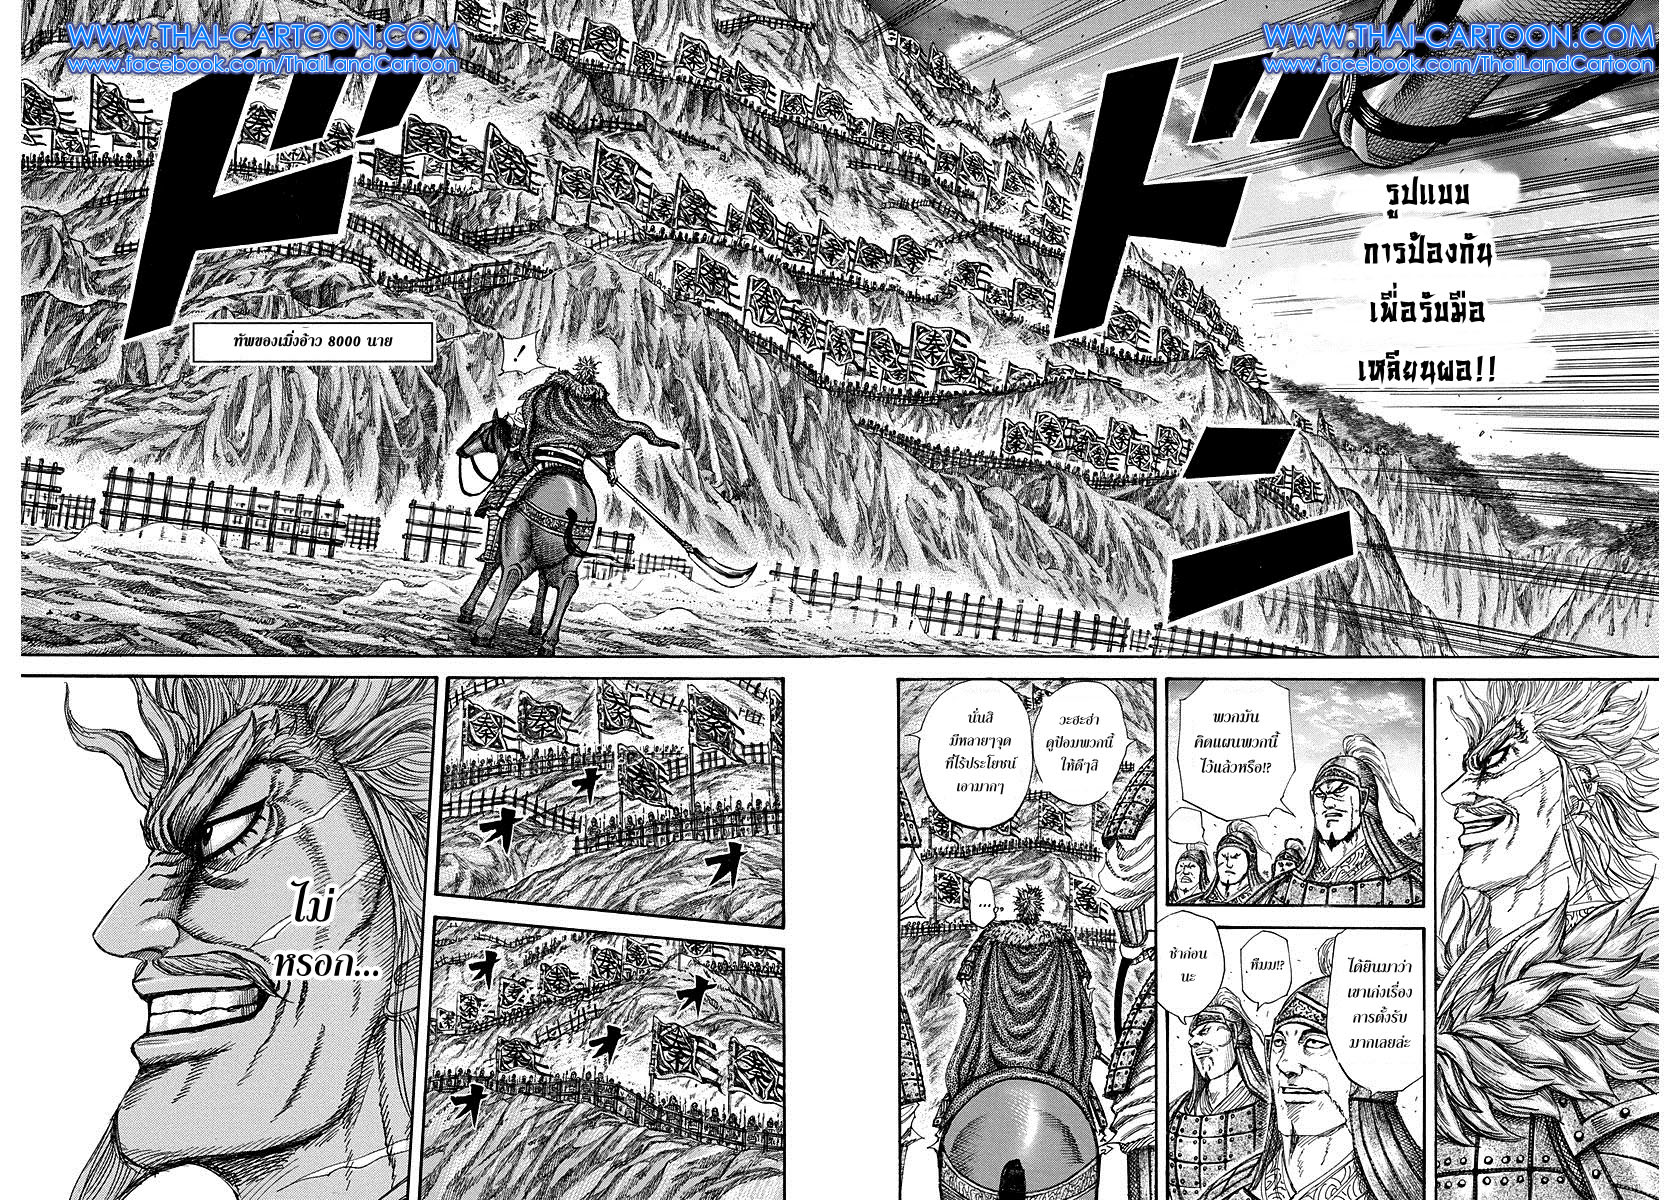 WWW.THAI-CARTOON.COM
www.facebook.com/ThaiLandCartoon
WWW.THAI-CARTOON.COM
www.facebook.com/ThaiLandCartoon
รูปแบบ
การป้องกัน
เพื่อรับมือ
เหลียนผอ!!
ドドン
!
ทัพของเมิ่งอ้าว 8000 นาย
พวกมัน
คิดแผนพวกนี้
ไว้แล้วหรือ!?
ได้ยินมาว่า
เขาเก่งเรื่อง
การตั้งรับ
มากเลยล่ะ
หืมม!?
ช้าก่อน
นะ
วะฮะฮ่า
ดูป้อมพวกนี้
ให้ดีๆสิ
นั่นสิ
มีหลายๆจุด
ที่ไร้ประโยชน์
เอามากๆ
...
ไม่
หรอก...